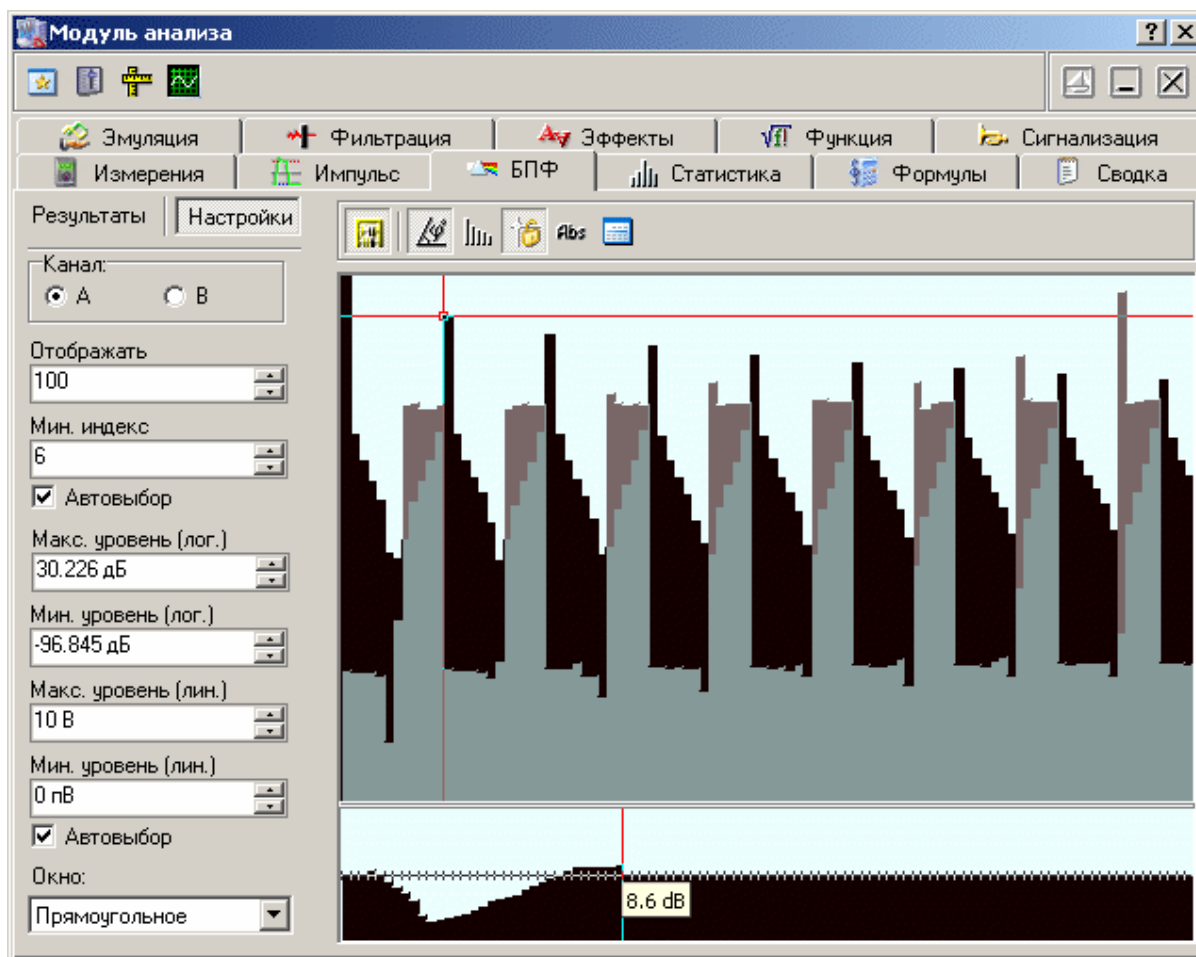 Модуль анализа
Эмуляция
Фильтрация
Эффекты
Функция
Сигнализация
Измерения
Импульс
БПФ
Статистика
Формулы
Сводка
Результаты
Настройки
Abs
Канал:
A
B
Отображать
100
Мин. индекс
6
Автовыбор
Макс. уровень (лог.)
30.226 дБ
Мин. уровень (лог.)
-96.845 дБ
Макс. уровень (лин.)
10 В
Мин. уровень (лин.)
0 пВ
Автовыбор
Окно:
Прямоугольное
8.6 dB